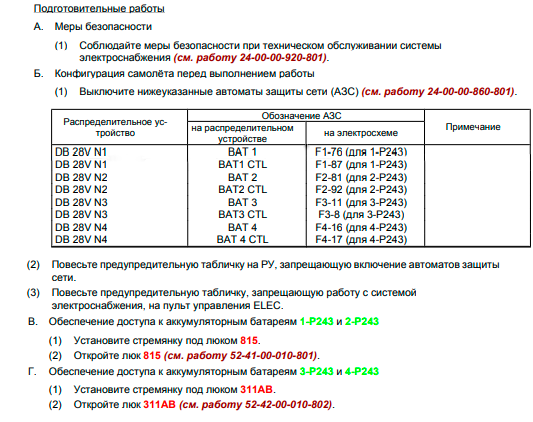 Подготовительные работы
А. Меры безопасности
(1) Соблюдайте меры безопасности при техническом обслуживании системы
электроснабжения (см. работу 24-00-00-920-801).
Б. Конфигурация самолёта перед выполнением работы
(1) Выключите нижеуказанные автоматы защиты сети (АЗС) (см. работу 24-00-00-860-801).
Распределительное ус-
тройство
Обозначение АЗС
на распределительном
устройстве
на электросхеме
Примечание
DB 28V N1 BAT 1 F1-76 (для 1-P243)
DB 28V N1 BAT1 CTL F1-87 (для 1-P243)
DB 28V N2 BAT 2 F2-81 (для 2-P243)
DB 28V N2 BAT2 CTL F2-92 (для 2-P243)
DB 28V N3 BAT 3 F3-11 (для 3-P243)
DB 28V N3 BAT3 CTL F3-8 (для 3-P243)
DB 28V N4 BAT 4 F4-16 (для 4-P243)
DB 28V N4 BAT 4 CTL F4-17 (для 4-P243)
(2) Повесьте предупредительную табличку на РУ, запрещающую включение автоматов защиты
сети.
(3) Повесьте предупредительную табличку, запрещающую работу с системой
электроснабжения, на пульт управления ELEC.
В. Обеспечение доступа к аккумуляторным батареям 1-P243 и 2-P243
(1) Установите стремянку под люком 815.
(2) Откройте люк 815 (см. работу 52-41-00-010-801).
Г. Обеспечение доступа к аккумуляторным батареям 3-P243 и 4-P243
(1) Установите стремянку под люком 311АВ.
(2) Откройте люк 311АВ (см. работу 52-42-00-010-802).